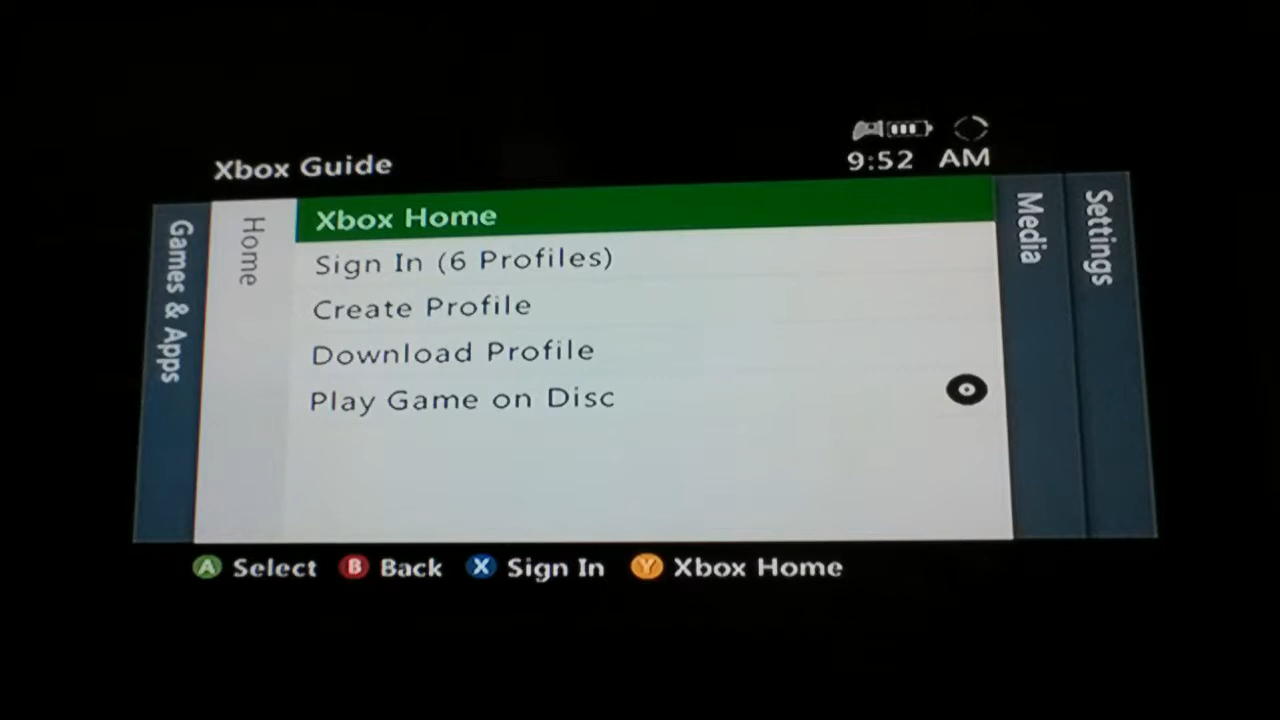 Xbox Guide
9:52 AM
Games & Apps
Home
Xbox Home
Sign In (6 Profiles)
Create Profile
Download Profile
Play Game on Disc
Media
Settings
A Select B Back X Sign In Y Xbox Home